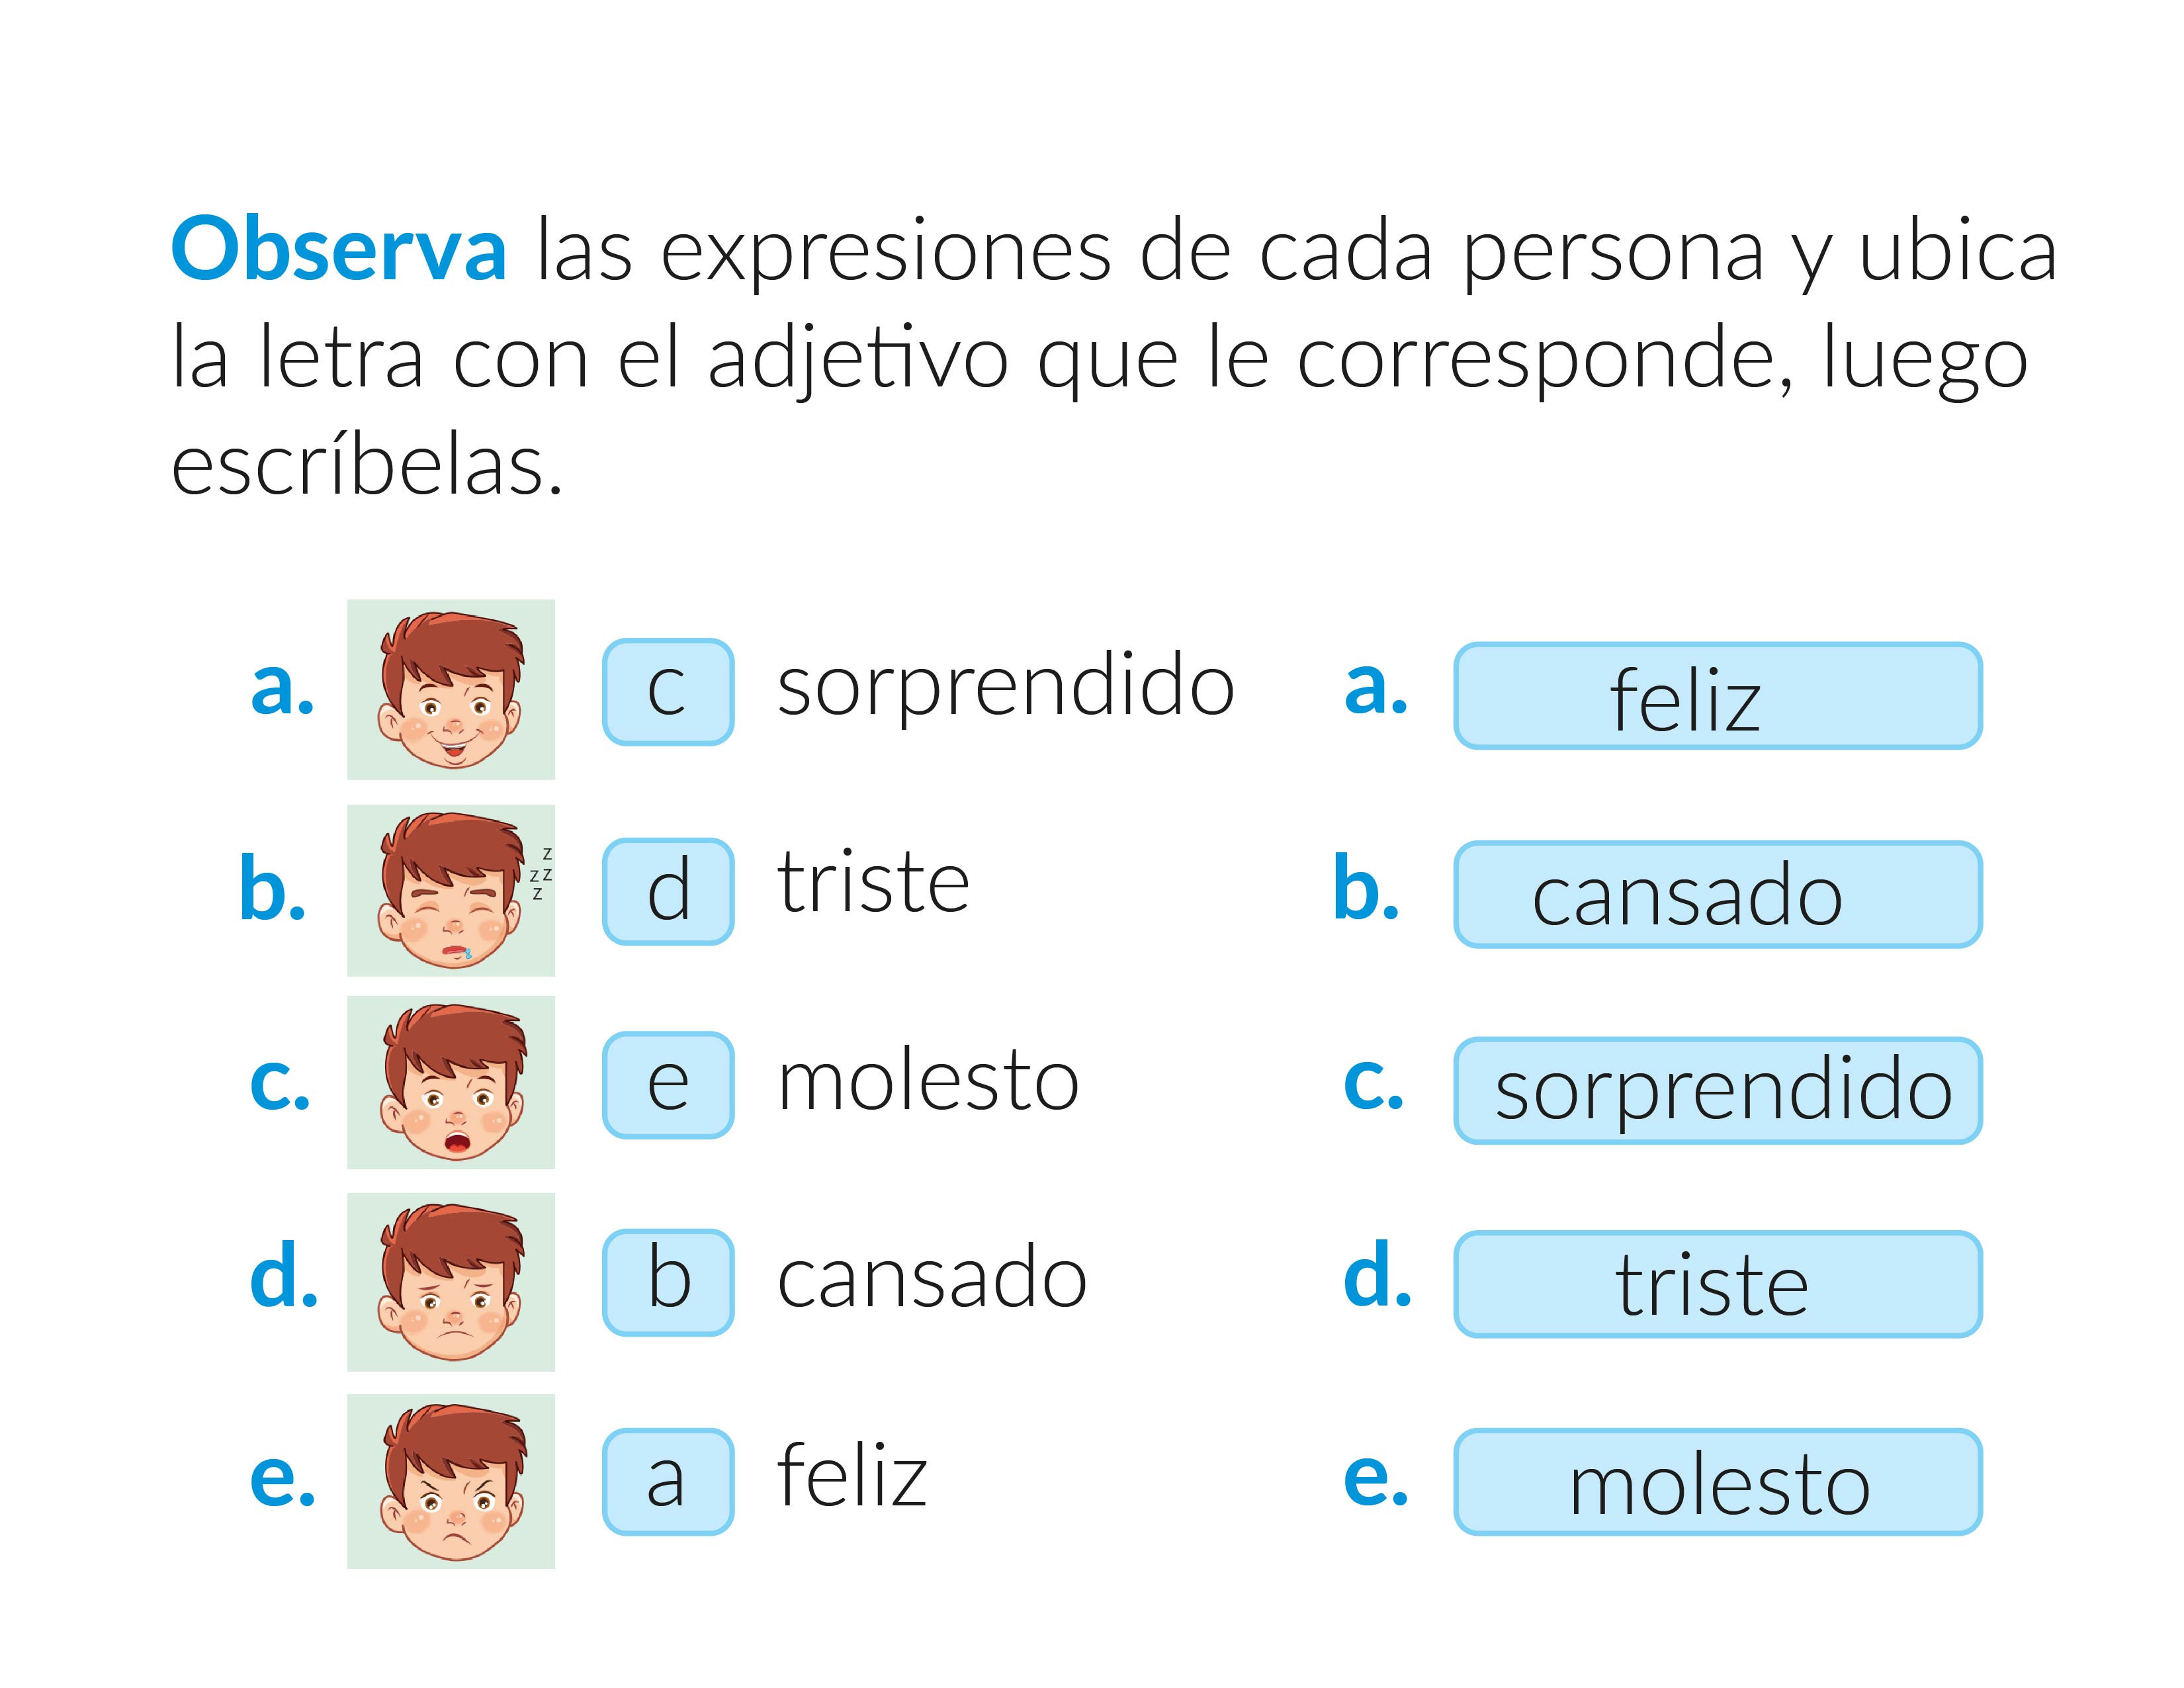 Observa las expresiones de cada persona y ubica
la letra con el adjetivo que le corresponde, luego
escríbelas.
a. c sorprendido a. feliz
b. z z z z d triste b. cansado
c. e molesto c. sorprendido
d. b cansado d. triste
e. a feliz e. molesto